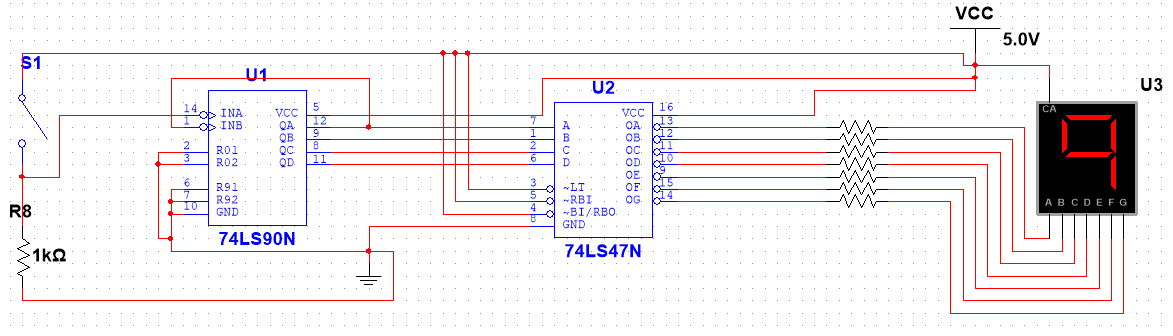 VCC
5.0V
S1
U1
U2
U3
14 INA VCC 5
1 INB QA 12
QB 9
2 R01 QC 8
3 R02 QD 11
6 R91
7 R92
10 GND
74LS90N
VCC 16
7 A OA 13
1 B OB 12
2 C OC 11
6 D OD 10
OE 9
3 ~LT OF 15
5 ~RBI OG 14
4 ~BI/RBO
8 GND
74LS47N
CA
9
A B C D E F G
R8
1kΩ